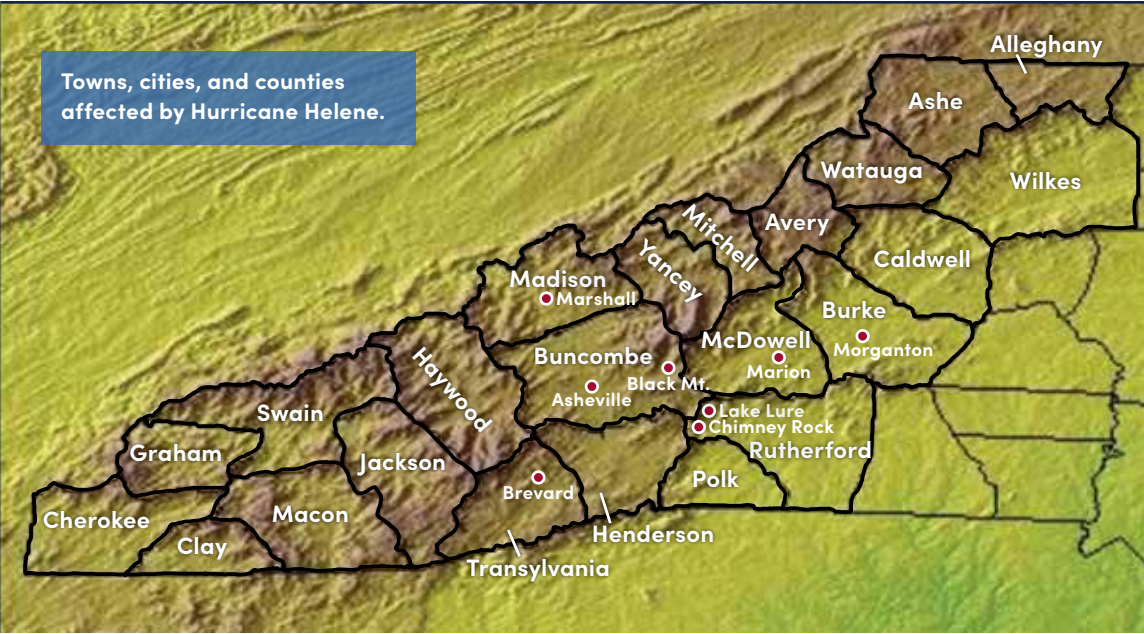 Towns, cities, and counties
affected by Hurricane Helene.
Alleghany
Ashe
Watauga
Wilkes
Avery
Mitchell
Caldwell
Yancey
Madison
Marshall
Burke
Morganton
McDowell
Marion
Buncombe
Black Mt.
Asheville
Haywood
Lake Lure
Chimney Rock
Swain
Rutherford
Graham
Jackson
Polk
Brevard
Cherokee
Macon
Henderson
Clay
Transylvania